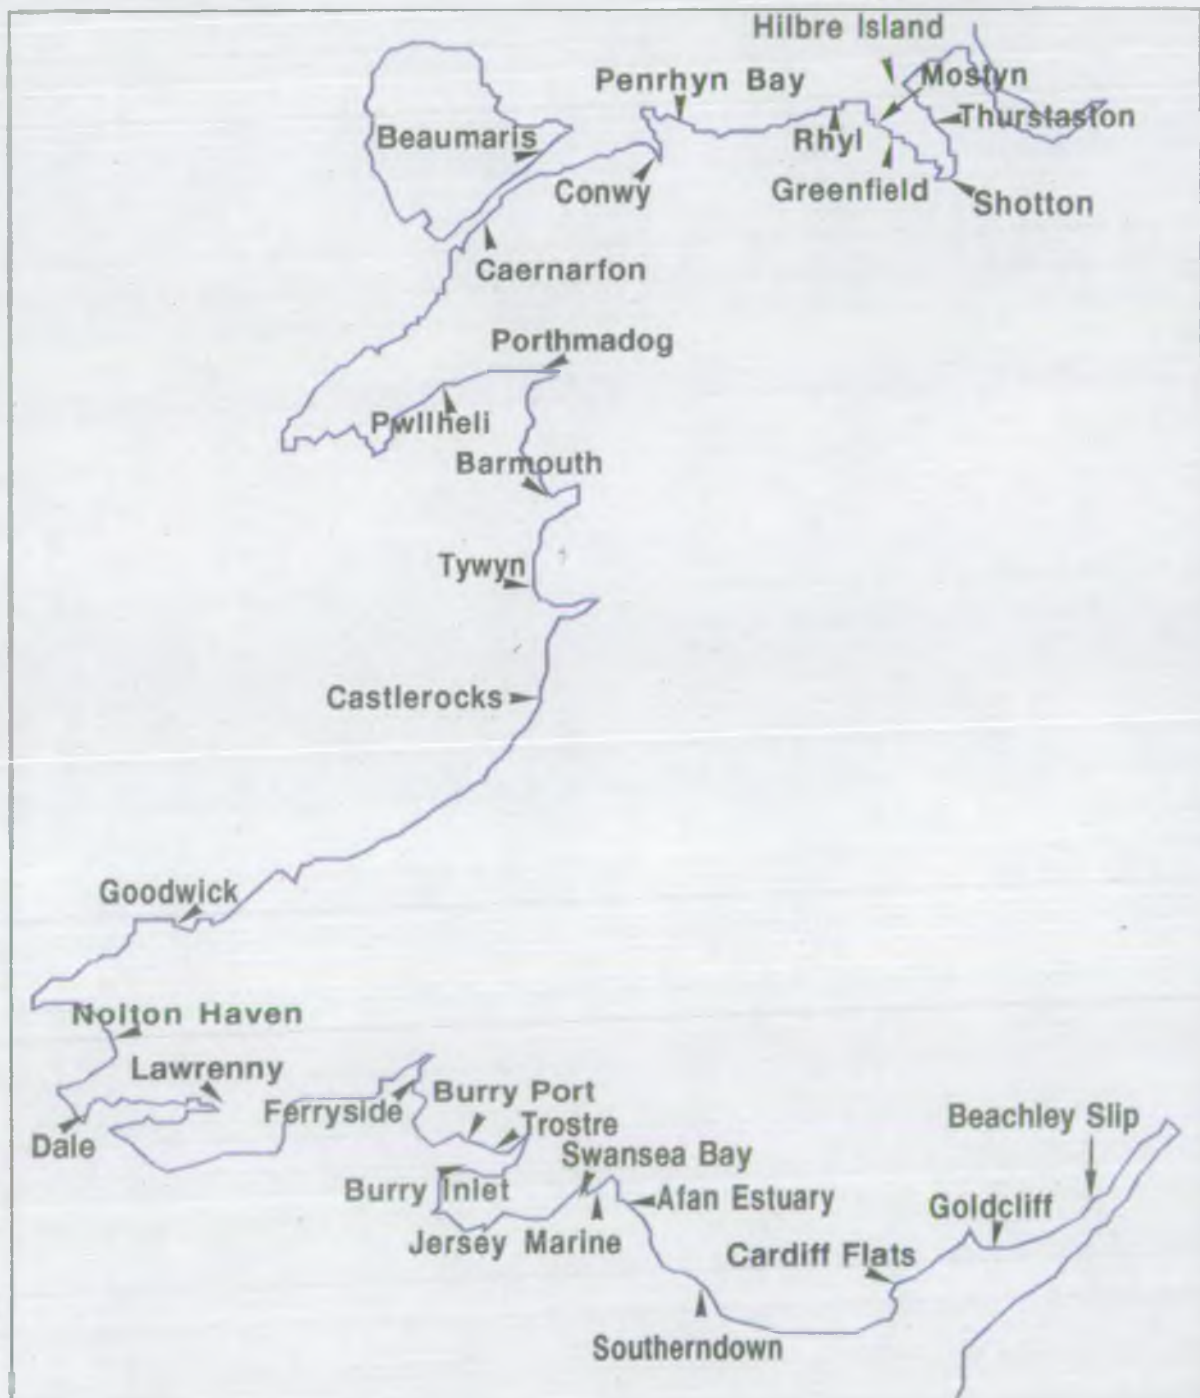 Hilbre Island
Penrhyn Bay
Mostyn
Beaumaris
Rhyl
Thurstaston
Conwy
Greenfield
Shotton
Caernarfon
Porthmadog
Pwllheli
Barmouth
Tywyn
Castlerocks
Goodwick
Nolton Haven
Lawrenny
Ferryside
Burry Port
Trostre
Beachley Slip
Dale
Swansea Bay
Burry Inlet
Afan Estuary
Goldcliff
Jersey Marine
Cardiff Flats
Southerndown